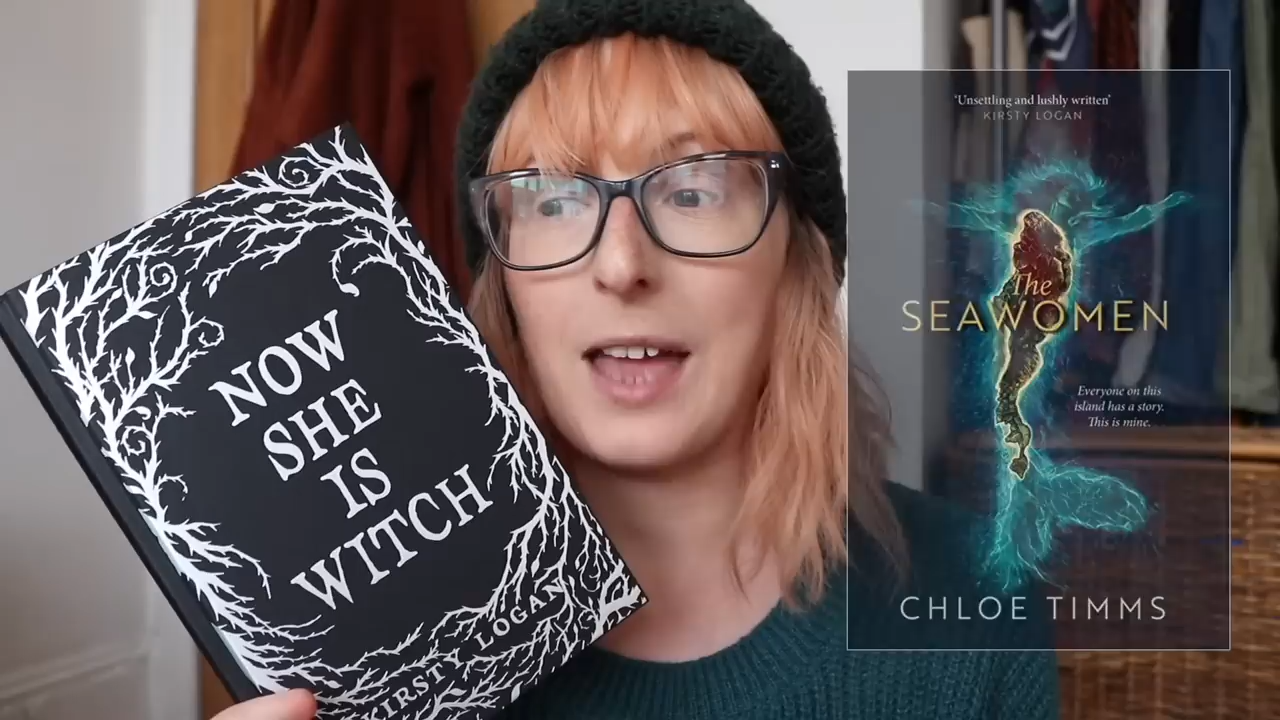 NOW
SHE
IS
WITCH
KIRSTY LOGAN
'Unsettling and lushly written'
KIRSTY LOGAN
The
SEAWOMEN
Everyone on this
island has a story.
This is mine.
CHLOE TIMMS